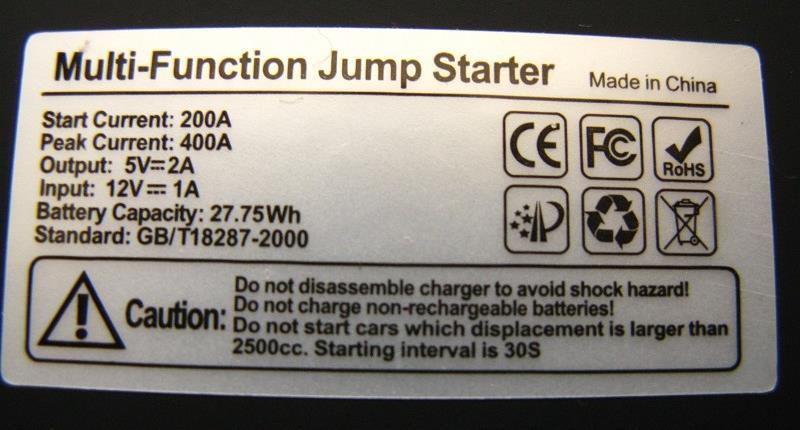 Multi-Function Jump Starter Made in China
Start Current: 200A
Peak Current: 400A
Output: 5V⎓2A
Input: 12V⎓1A
Battery Capacity: 27.75Wh
Standard: GB/T18287-2000
CE FC RoHS
Caution:
Do not disassemble charger to avoid shock hazard!
Do not charge non-rechargeable batteries!
Do not start cars which displacement is larger than
2500cc. Starting interval is 30S